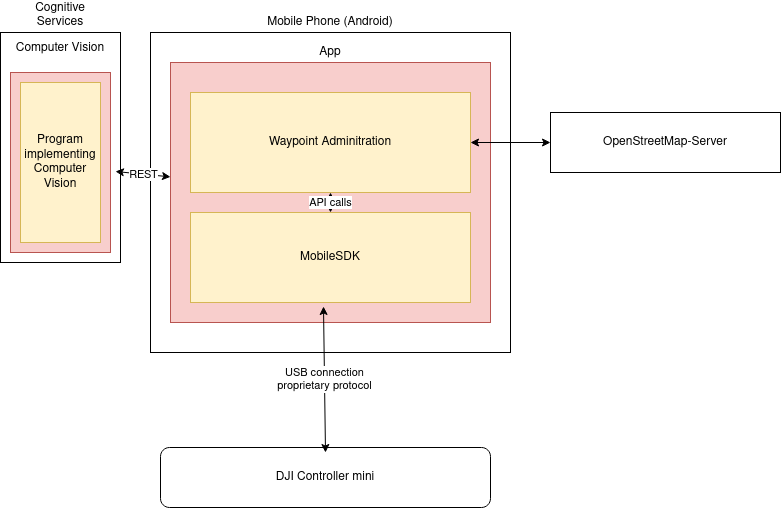 Cognitive
Services
Mobile Phone (Android)
Computer Vision
App
Program
implementing
Computer
Vision
REST
Waypoint Adminitration
OpenStreetMap-Server
API calls
MobileSDK
USB connection
proprietary protocol
DJI Controller mini